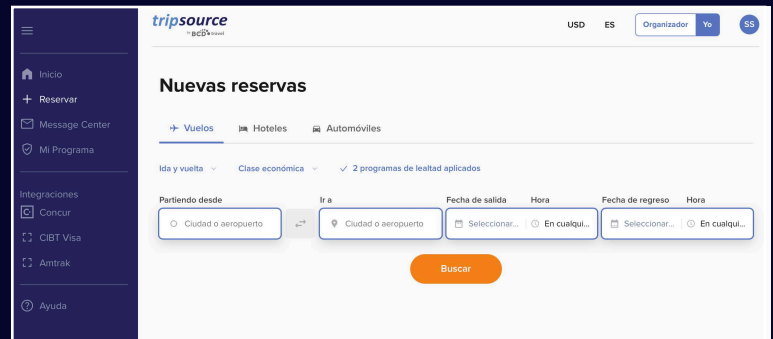 tripsource
by BCD travel
USD ES Organizador Yo SS
Inicio
Reservar
Message Center
Mi Programa
Integraciones
Concur
CIBT Visa
Amtrak
Ayuda
Nuevas reservas
Vuelos Hoteles Automóviles
Ida y vuelta Clase económica 2 programas de lealtad aplicados
Partiendo desde Ir a Fecha de salida Hora Fecha de regreso Hora
Ciudad o aeropuerto Ciudad o aeropuerto Seleccionar... En cualqui... Seleccionar... En cualqui...
Buscar